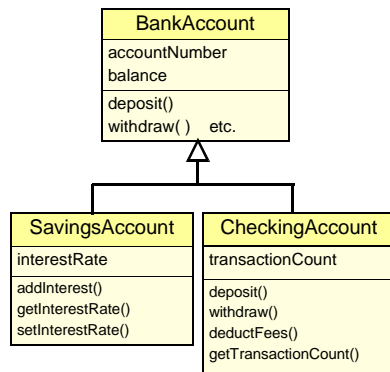 BankAccount
accountNumber
balance
deposit()
withdraw( ) etc.
SavingsAccount
interestRate
addInterest()
getInterestRate()
setInterestRate()
CheckingAccount
transactionCount
deposit()
withdraw()
deductFees()
getTransactionCount()